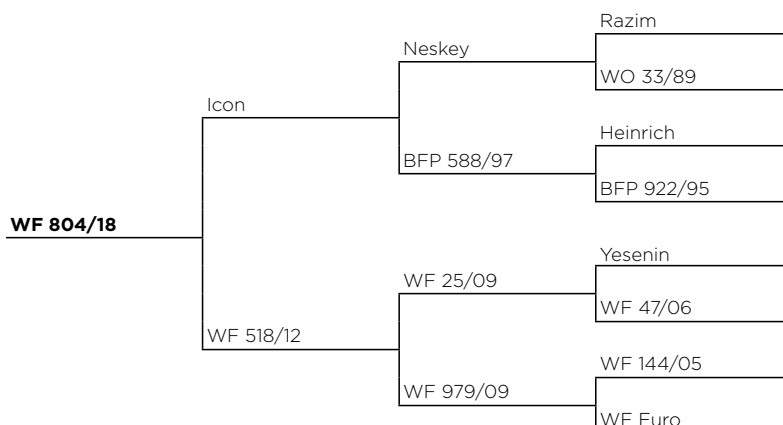 Razim
Neskey
WO 33/89
Icon
Heinrich
BFP 588/97
BFP 922/95
WF 804/18
Yesenin
WF 25/09
WF 47/06
WF 518/12
WF 144/05
WF 979/09
WF Euro